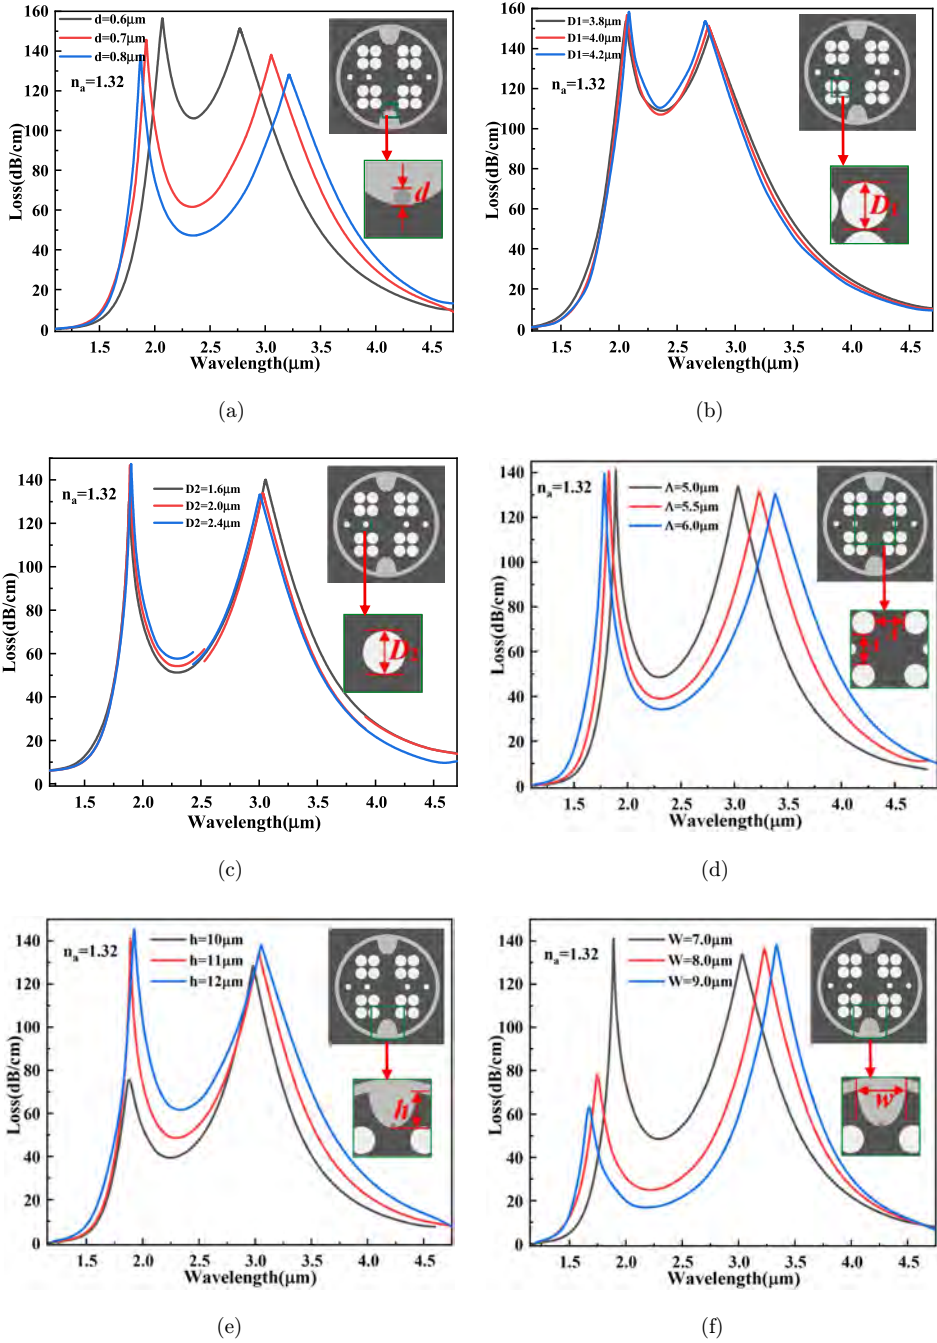 160
140
120
100
80
60
40
20
0
Loss(dB/cm)
d=0.6μm
d=0.7μm
d=0.8μm
nₐ=1.32
d
1.5 2.0 2.5 3.0 3.5 4.0 4.5
Wavelength(μm)
(a)
160
140
120
100
80
60
40
20
0
Loss(dB/cm)
D1=3.8μm
D1=4.0μm
D1=4.2μm
nₐ=1.32
D₁
1.5 2.0 2.5 3.0 3.5 4.0 4.5
Wavelength(μm)
(b)
140
120
100
80
60
40
20
0
Loss(dB/cm)
nₐ=1.32
D2=1.6μm
D2=2.0μm
D2=2.4μm
1.5 2.0 2.5 3.0 3.5 4.0 4.5
Wavelength(μm)
(c)
140
120
100
80
60
40
20
0
Loss(dB/cm)
nₐ=1.32
Λ=5.0μm
Λ=5.5μm
Λ=6.0μm
1.5 2.0 2.5 3.0 3.5 4.0 4.5
Wavelength(μm)
(d)
140
120
100
80
60
40
20
0
Loss(dB/cm)
nₐ=1.32
h=10μm
h=11μm
h=12μm
h
1.5 2.0 2.5 3.0 3.5 4.0 4.5
Wavelength(μm)
(e)
140
120
100
80
60
40
20
0
Loss(dB/cm)
nₐ=1.32
W=7.0μm
W=8.0μm
W=9.0μm
w
1.5 2.0 2.5 3.0 3.5 4.0 4.5
Wavelength(μm)
(f)